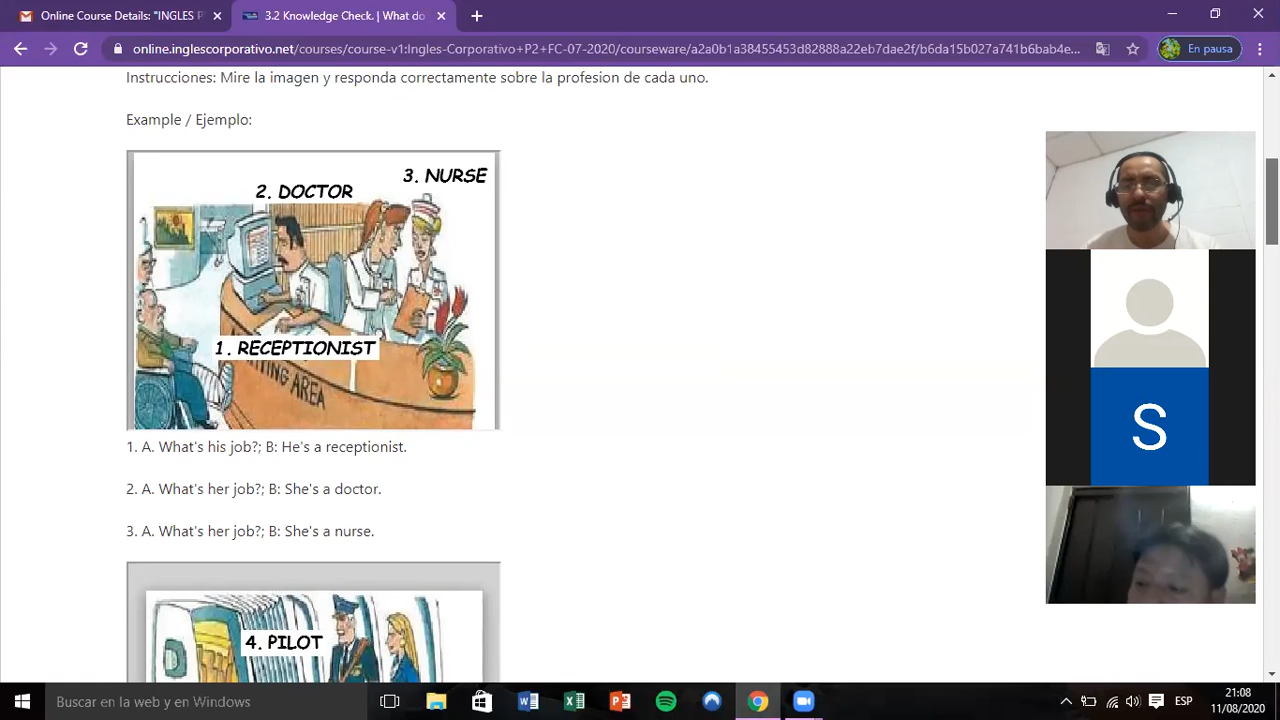 Online Course Details: "INGLES P
3.2 Knowledge Check. | What do
online.inglescorporativo.net/courses/course-v1:Ingles-Corporativo+P2+FC-07-2020/courseware/a2a0b1a38455453d82888a22eb7dae2f/b6da15b027a741b6bab4e...
En pausa
Instrucciones: Mire la imagen y responda correctamente sobre la profesion de cada uno.
Example / Ejemplo:
3. NURSE
2. DOCTOR
1. RECEPTIONIST
WAITING AREA
1. A. What's his job?; B: He's a receptionist.
2. A. What's her job?; B: She's a doctor.
3. A. What's her job?; B: She's a nurse.
4. PILOT
S
Buscar en la web y en Windows
ESP
21:08
11/08/2020